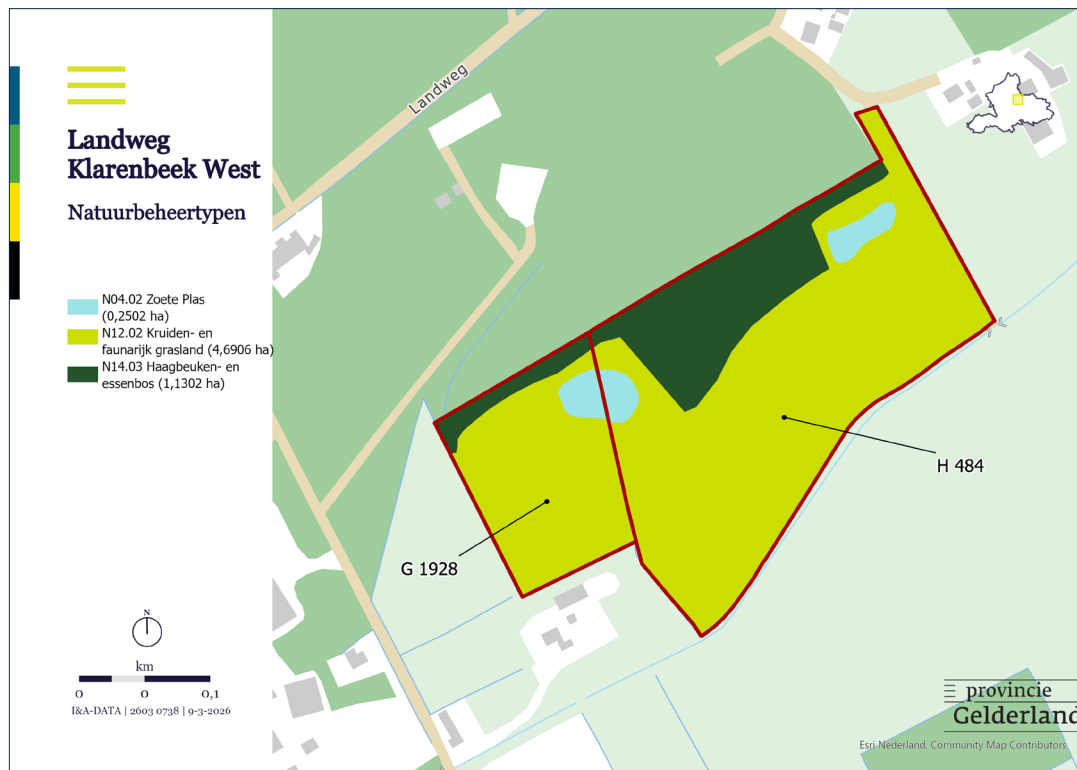 Landweg
Klarenbeek West
Natuurbeheertypen
N04.02 Zoete Plas
(0,2502 ha)
N12.02 Kruiden- en
faunarijk grasland (4,6906 ha)
N14.03 Haagbeuken- en
essenbos (1,1302 ha)
N
km
0 0 0,1
I&A-DATA | 2603 0738 | 9-3-2026
Landweg
H 484
G 1928
provincie
Gelderland
Esri Nederland, Community Map Contributors